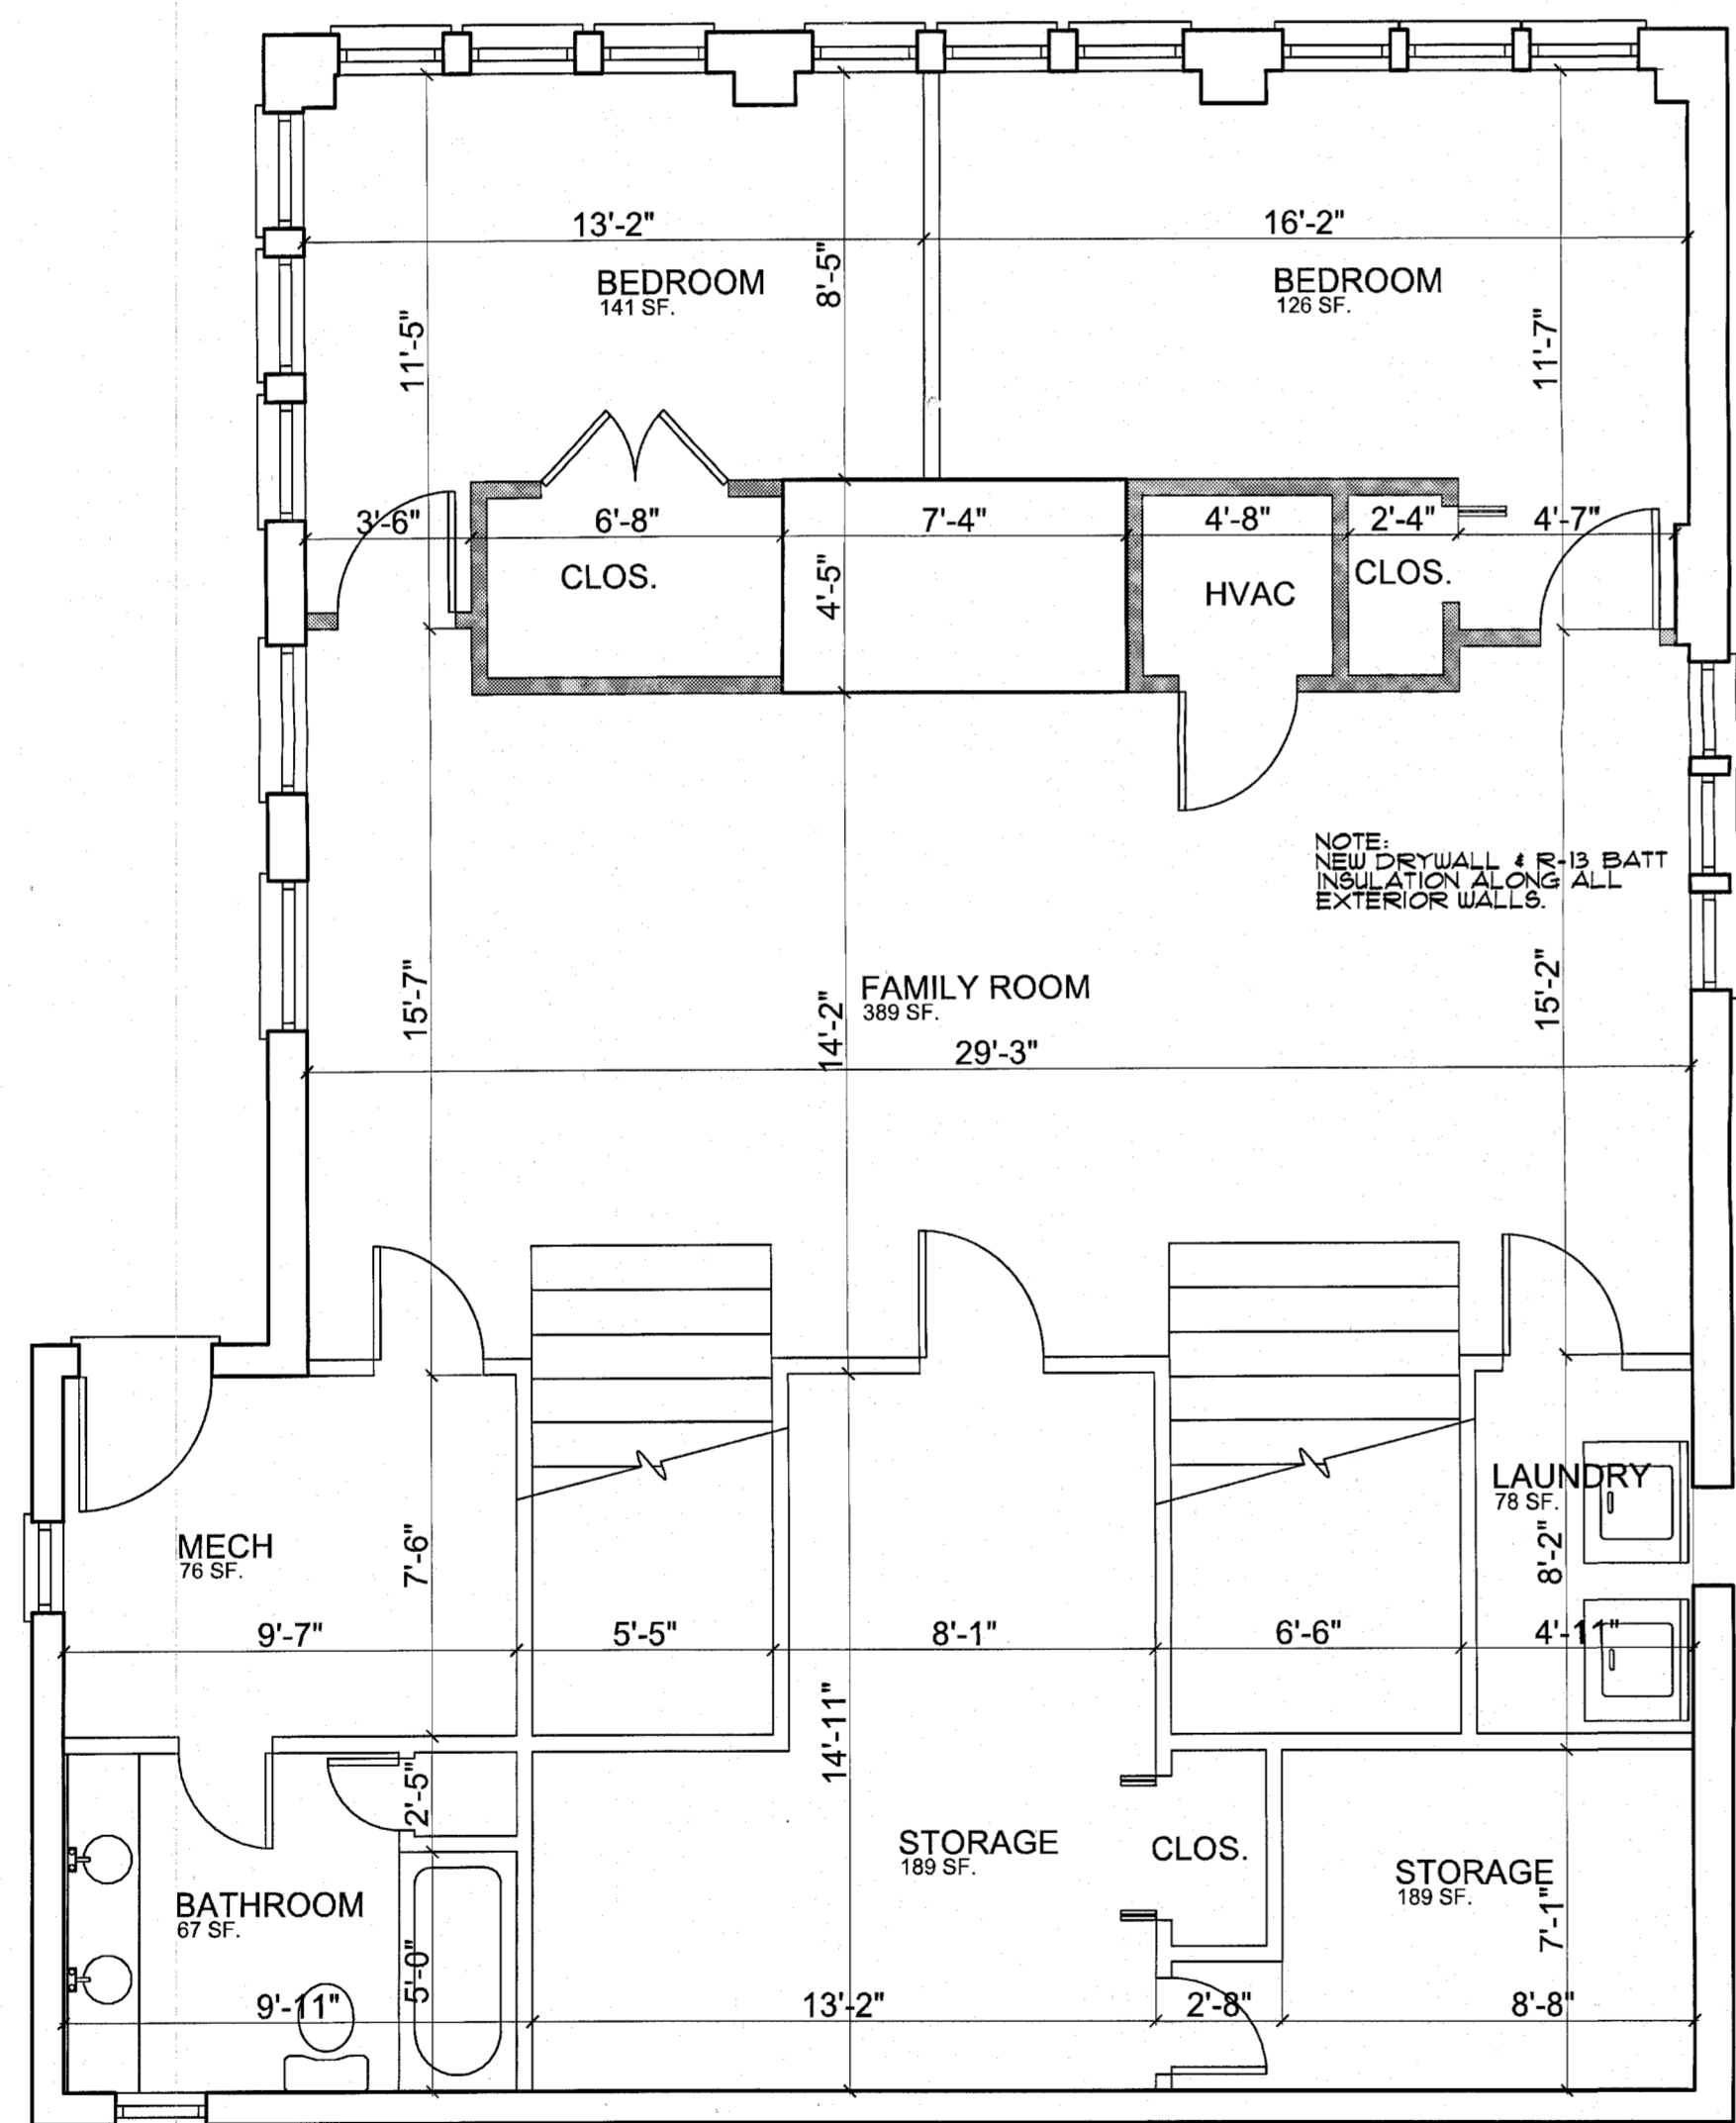 13'-2"
16'-2"
BEDROOM
141 SF.
8'-5"
BEDROOM
126 SF.
11'-5"
11'-7"
3'-6"
6'-8"
7'-4"
4'-8"
2'-4"
4'-7"
CLOS.
4'-5"
HVAC
CLOS.
NOTE:
NEW DRYWALL & R-13 BATT
INSULATION ALONG ALL
EXTERIOR WALLS.
15'-7"
14'-2"
FAMILY ROOM
389 SF.
15'-2"
29'-3"
MECH
76 SF.
7'-6"
LAUNDRY
78 SF.
8'-2"
9'-7"
5'-5"
8'-1"
6'-6"
4'-11"
14'-11"
2'-5"
STORAGE
189 SF.
CLOS.
STORAGE
189 SF.
BATHROOM
67 SF.
7'-1"
5'-0"
9'-11"
13'-2"
2'-8"
8'-8"